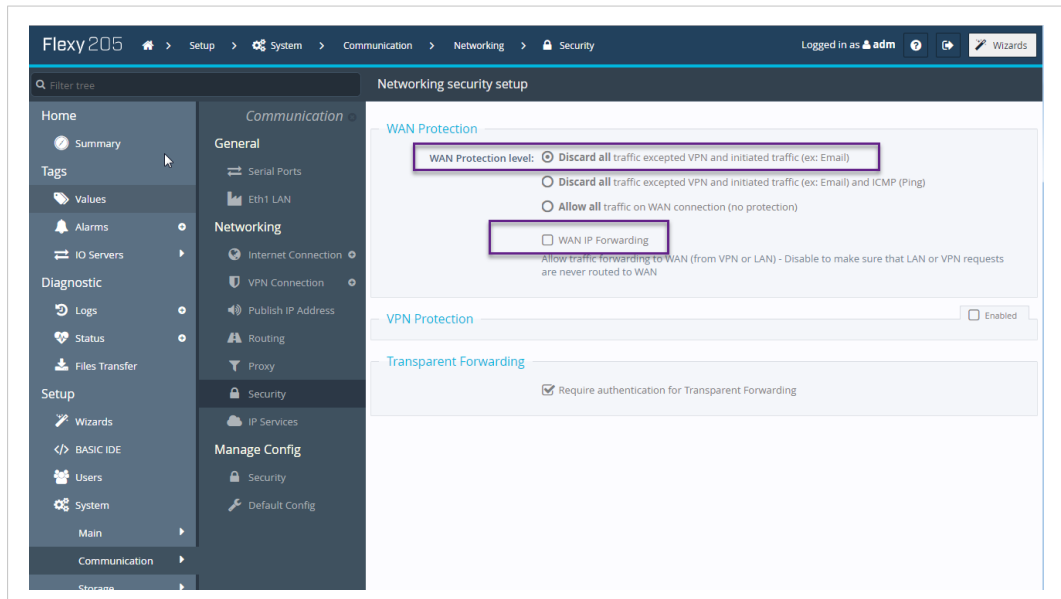 Flexy 205
Setup
System
Communication
Networking
Security
Logged in as adm
Wizards
Filter tree
Networking security setup
Home
Summary
Tags
Values
Alarms
IO Servers
Diagnostic
Logs
Status
Files Transfer
Setup
Wizards
BASIC IDE
Users
System
Main
Communication
Storage
Communication
General
Serial Ports
Eth1 LAN
Networking
Internet Connection
VPN Connection
Publish IP Address
Routing
Proxy
Security
IP Services
Manage Config
Security
Default Config
WAN Protection
WAN Protection level: Discard all traffic excepted VPN and initiated traffic (ex: Email)
Discard all traffic excepted VPN and initiated traffic (ex: Email) and ICMP (Ping)
Allow all traffic on WAN connection (no protection)
WAN IP Forwarding
Allow traffic forwarding to WAN (from VPN or LAN) - Disable to make sure that LAN or VPN requests
are never routed to WAN
VPN Protection
Enabled
Transparent Forwarding
Require authentication for Transparent Forwarding